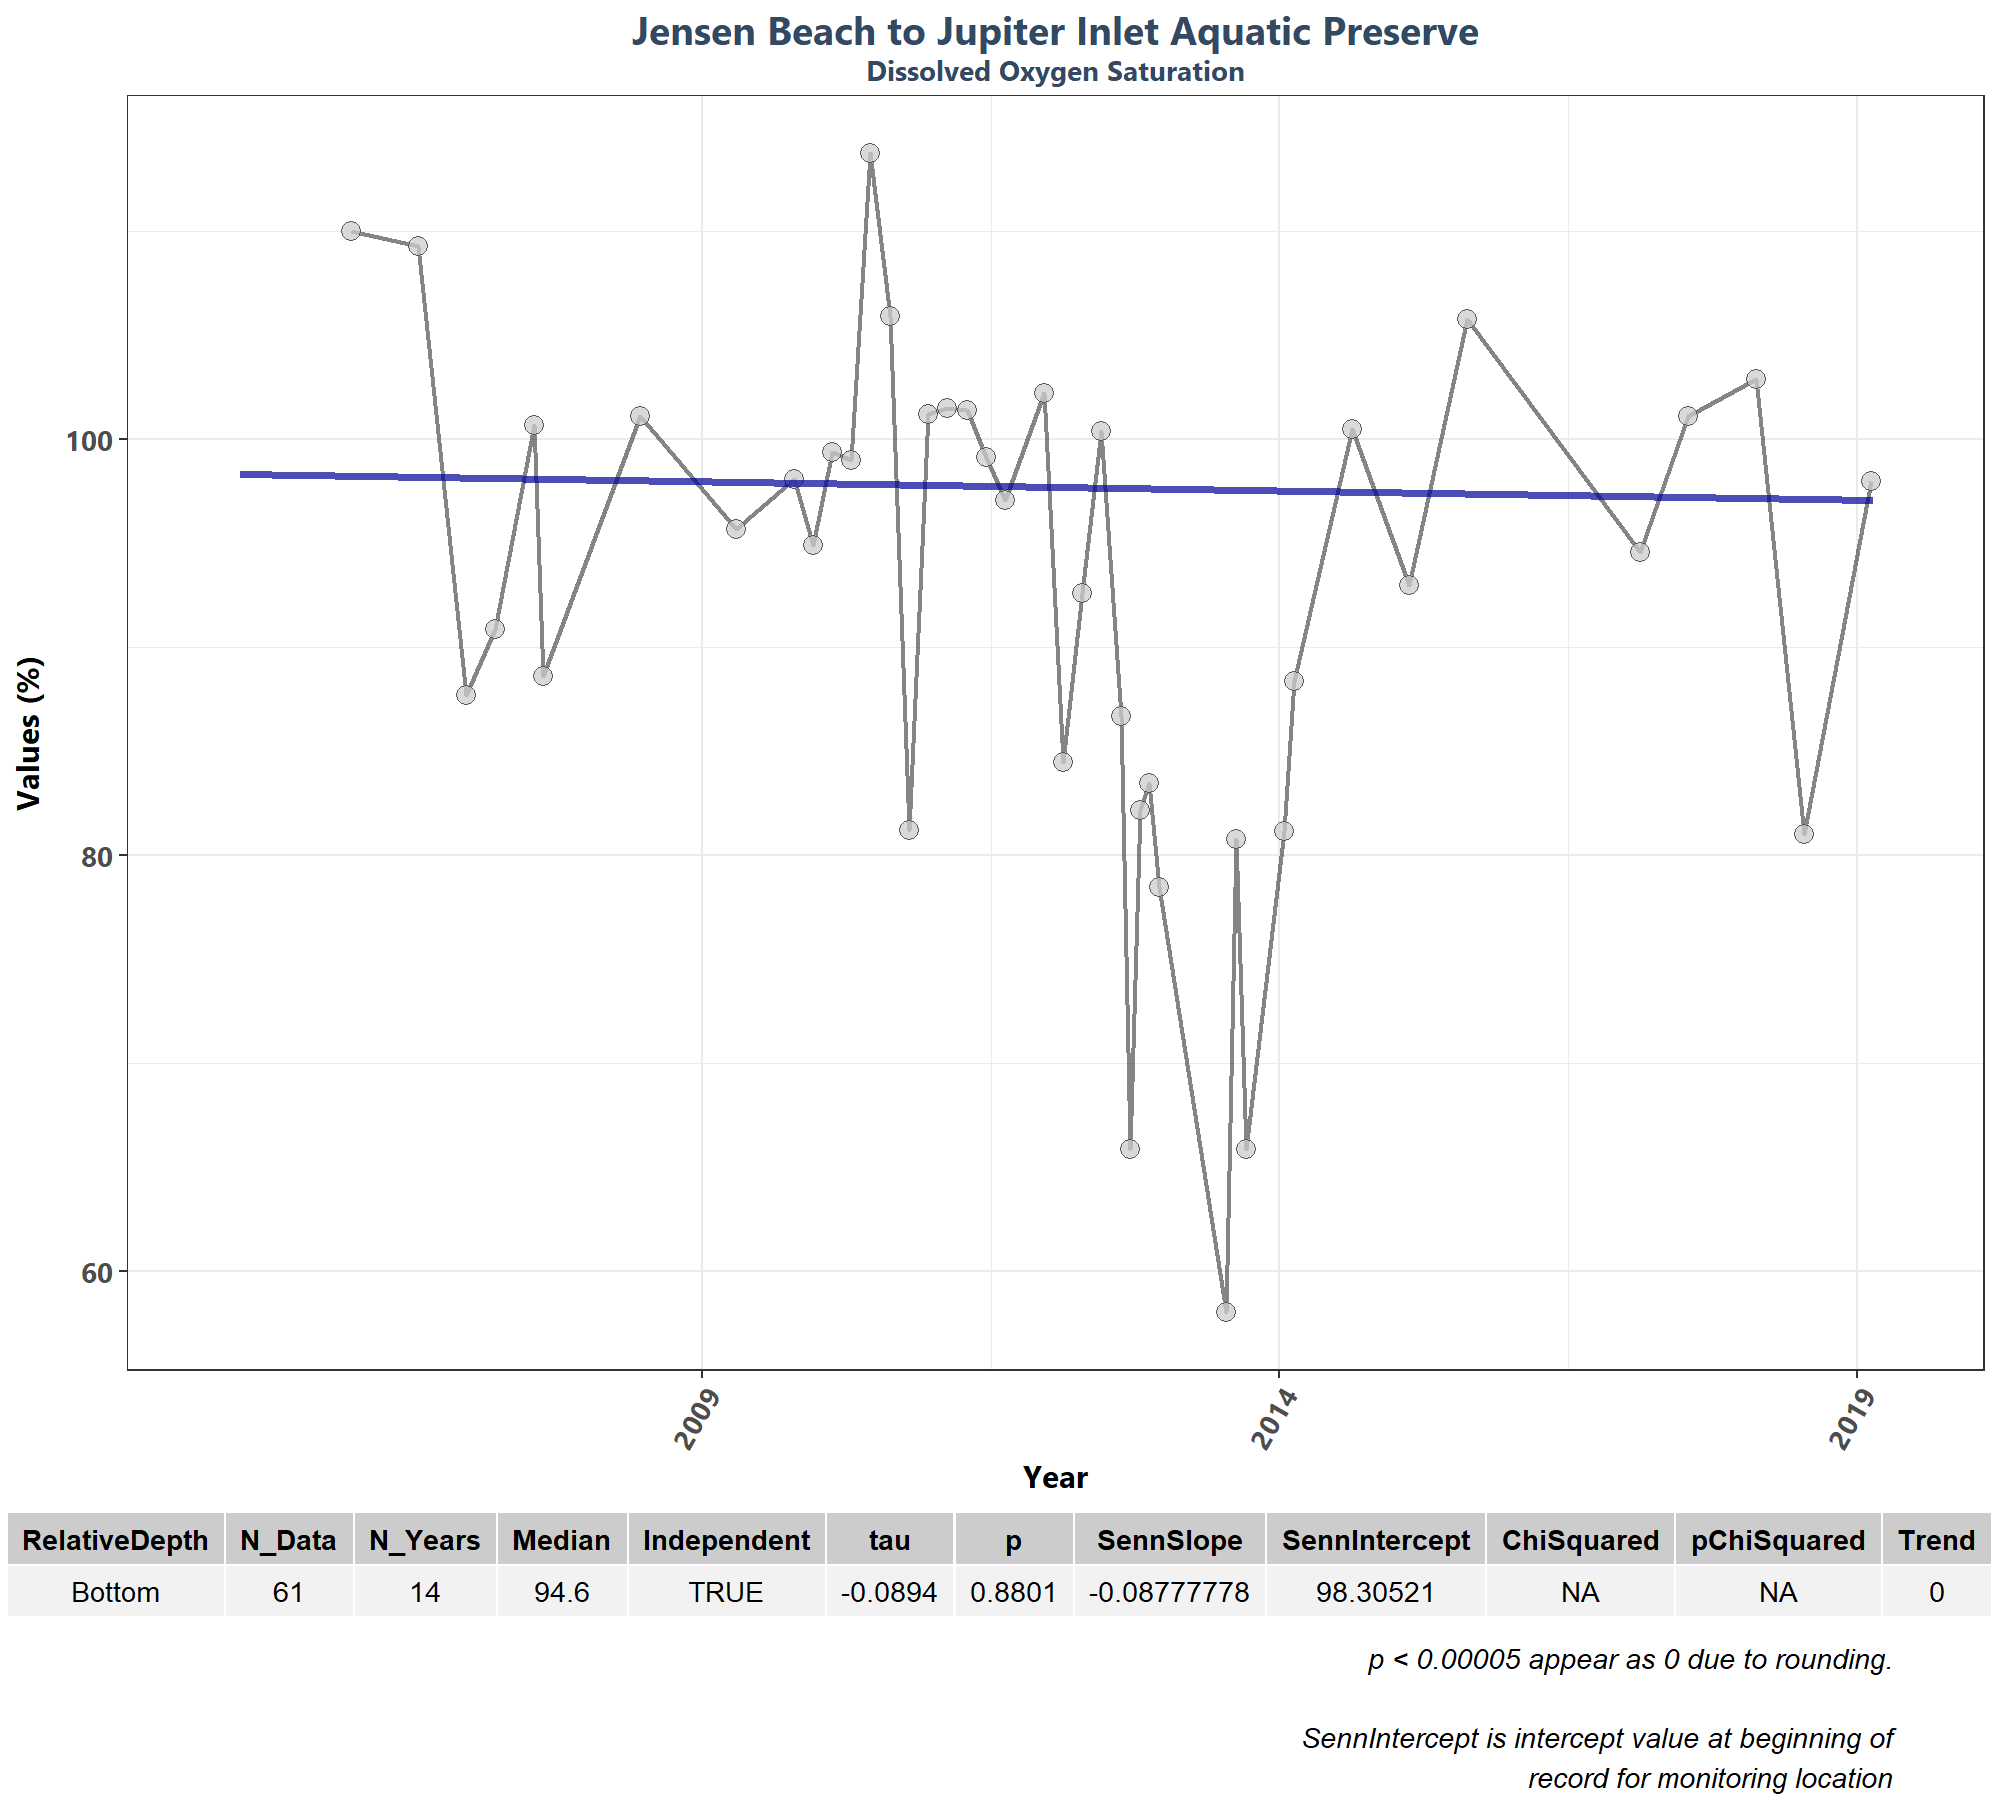 Jensen Beach to Jupiter Inlet Aquatic Preserve
Dissolved Oxygen Saturation
Values (%)
100
80
60
2009
2014
2019
Year
RelativeDepth N_Data N_Years Median Independent tau p SennSlope SennIntercept ChiSquared pChiSquared Trend
Bottom 61 14 94.6 TRUE -0.0894 0.8801 -0.08777778 98.30521 NA NA 0
p < 0.00005 appear as 0 due to rounding.
SennIntercept is intercept value at beginning of
record for monitoring location